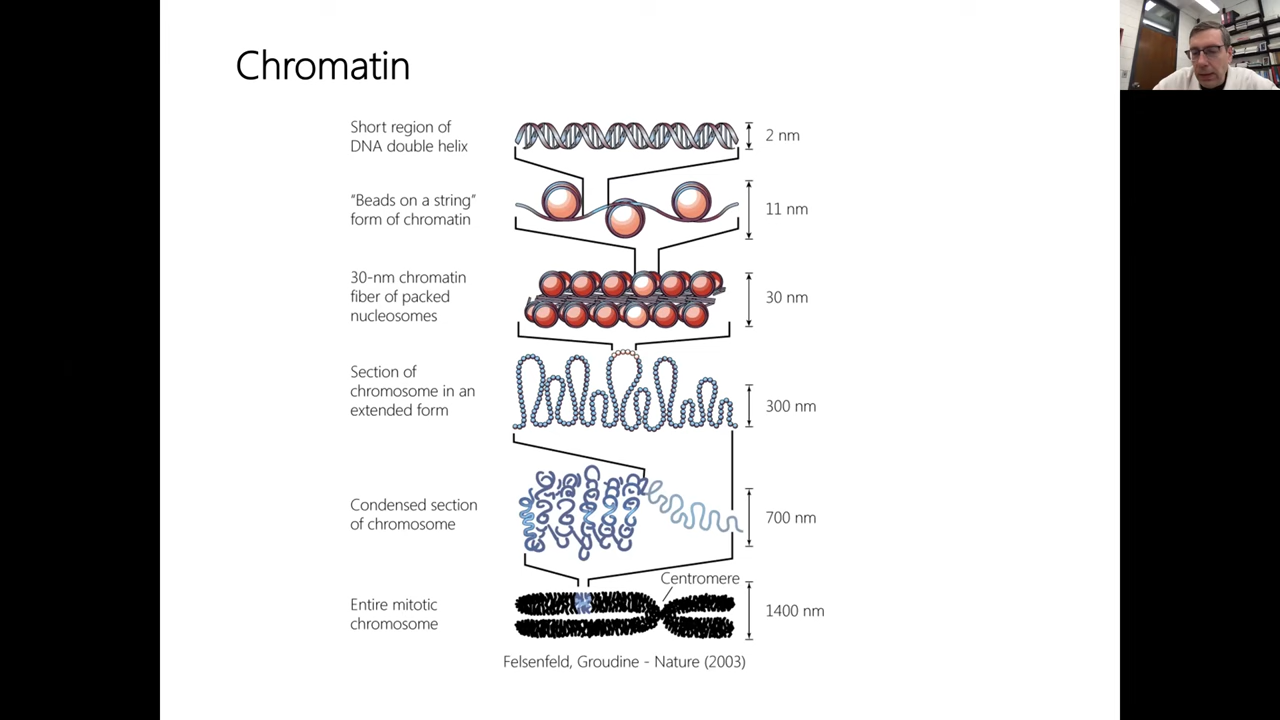 Chromatin
Short region of
DNA double helix
2 nm
"Beads on a string"
form of chromatin
11 nm
30-nm chromatin
fiber of packed
nucleosomes
30 nm
Section of
chromosome in an
extended form
300 nm
Condensed section
of chromosome
700 nm
Centromere
Entire mitotic
chromosome
1400 nm
Felsenfeld, Groudine - Nature (2003)